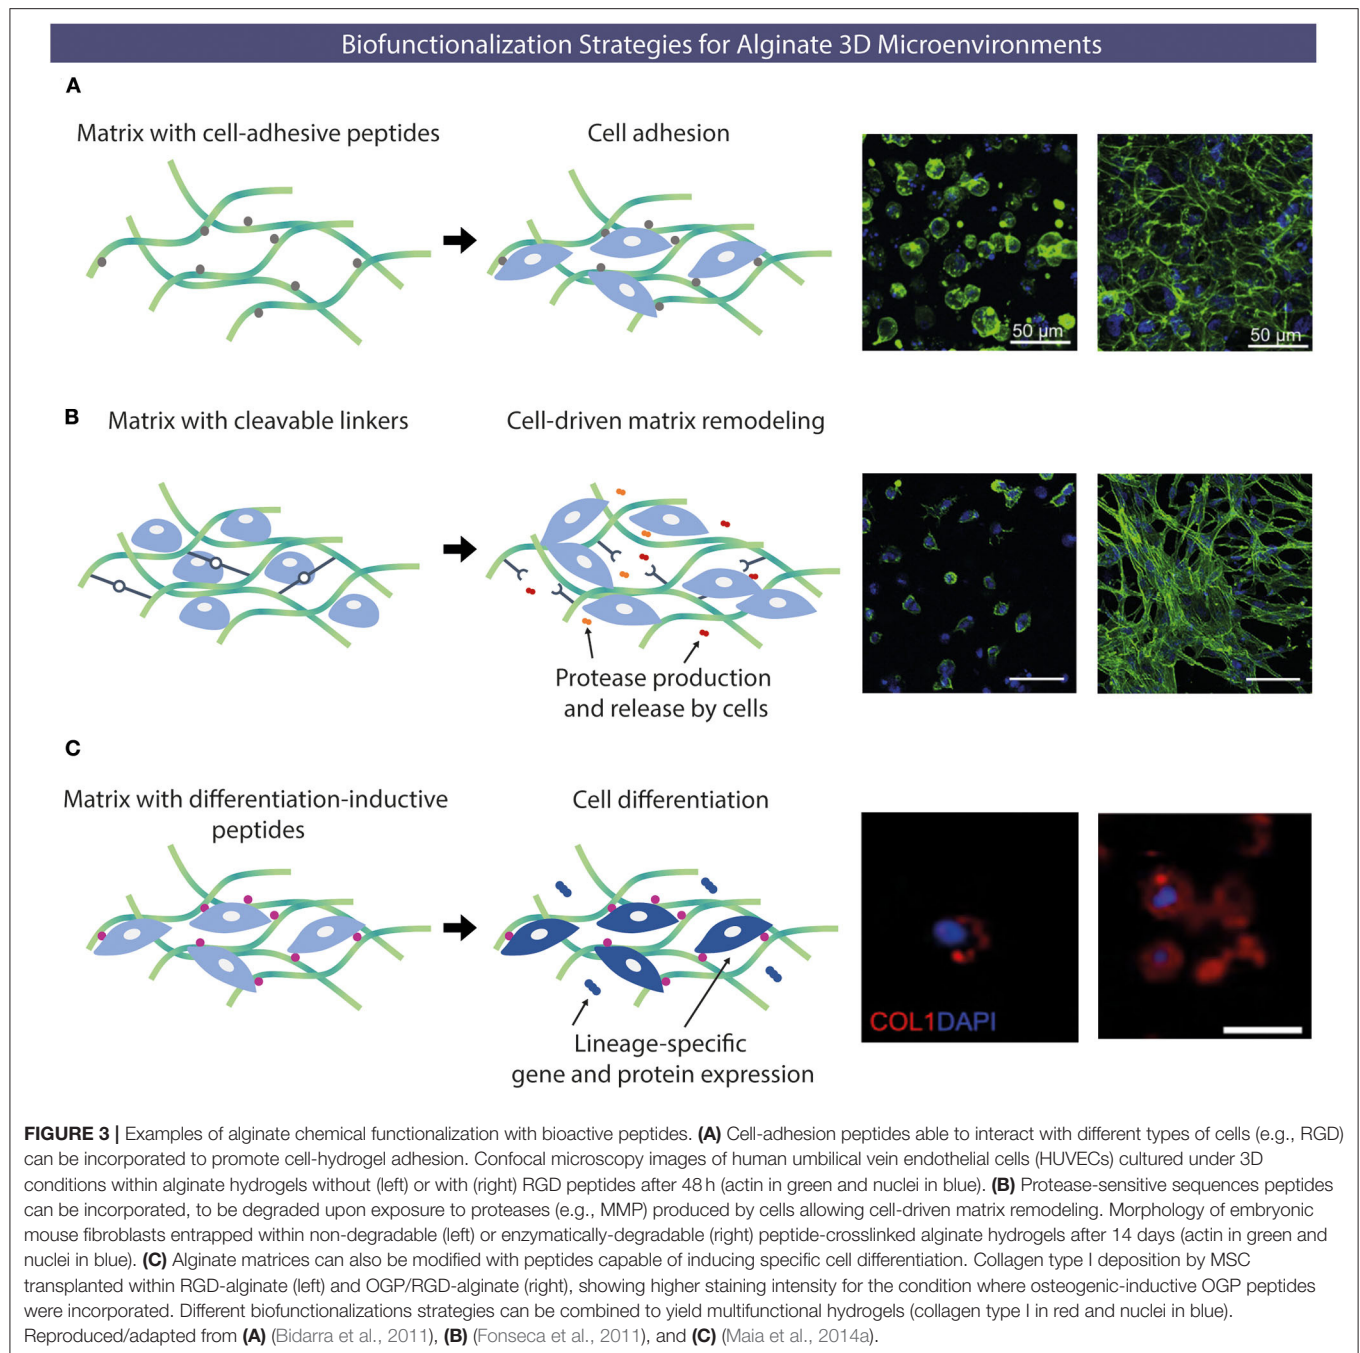 Biofunctionalization Strategies for Alginate 3D Microenvironments
A
Matrix with cell-adhesive peptides
Cell adhesion
50 μm
50 μm
B
Matrix with cleavable linkers
Cell-driven matrix remodeling
Protease production
and release by cells
C
Matrix with differentiation-inductive
peptides
Cell differentiation
Lineage-specific
gene and protein expression
COL1DAPI
FIGURE 3 | Examples of alginate chemical functionalization with bioactive peptides. (A) Cell-adhesion peptides able to interact with different types of cells (e.g., RGD)
can be incorporated to promote cell-hydrogel adhesion. Confocal microscopy images of human umbilical vein endothelial cells (HUVECs) cultured under 3D
conditions within alginate hydrogels without (left) or with (right) RGD peptides after 48 h (actin in green and nuclei in blue). (B) Protease-sensitive sequences peptides
can be incorporated, to be degraded upon exposure to proteases (e.g., MMP) produced by cells allowing cell-driven matrix remodeling. Morphology of embryonic
mouse fibroblasts entrapped within non-degradable (left) or enzymatically-degradable (right) peptide-crosslinked alginate hydrogels after 14 days (actin in green and
nuclei in blue). (C) Alginate matrices can also be modified with peptides capable of inducing specific cell differentiation. Collagen type I deposition by MSC
transplanted within RGD-alginate (left) and OGP/RGD-alginate (right), showing higher staining intensity for the condition where osteogenic-inductive OGP peptides
were incorporated. Different biofunctionalizations strategies can be combined to yield multifunctional hydrogels (collagen type I in red and nuclei in blue).
Reproduced/adapted from (A) (Bidarra et al., 2011), (B) (Fonseca et al., 2011), and (C) (Maia et al., 2014a).